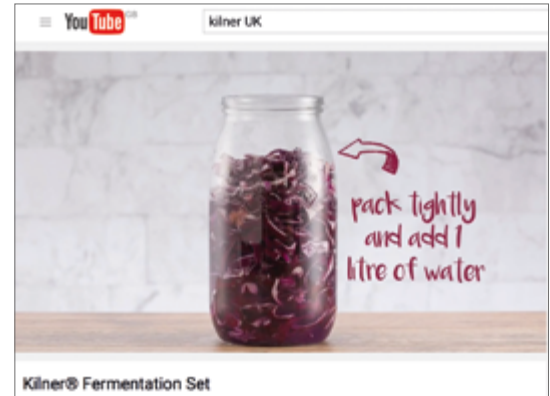 YouTube GB
kilner UK
pack tightly
and add 1
litre of water
Kilner® Fermentation Set